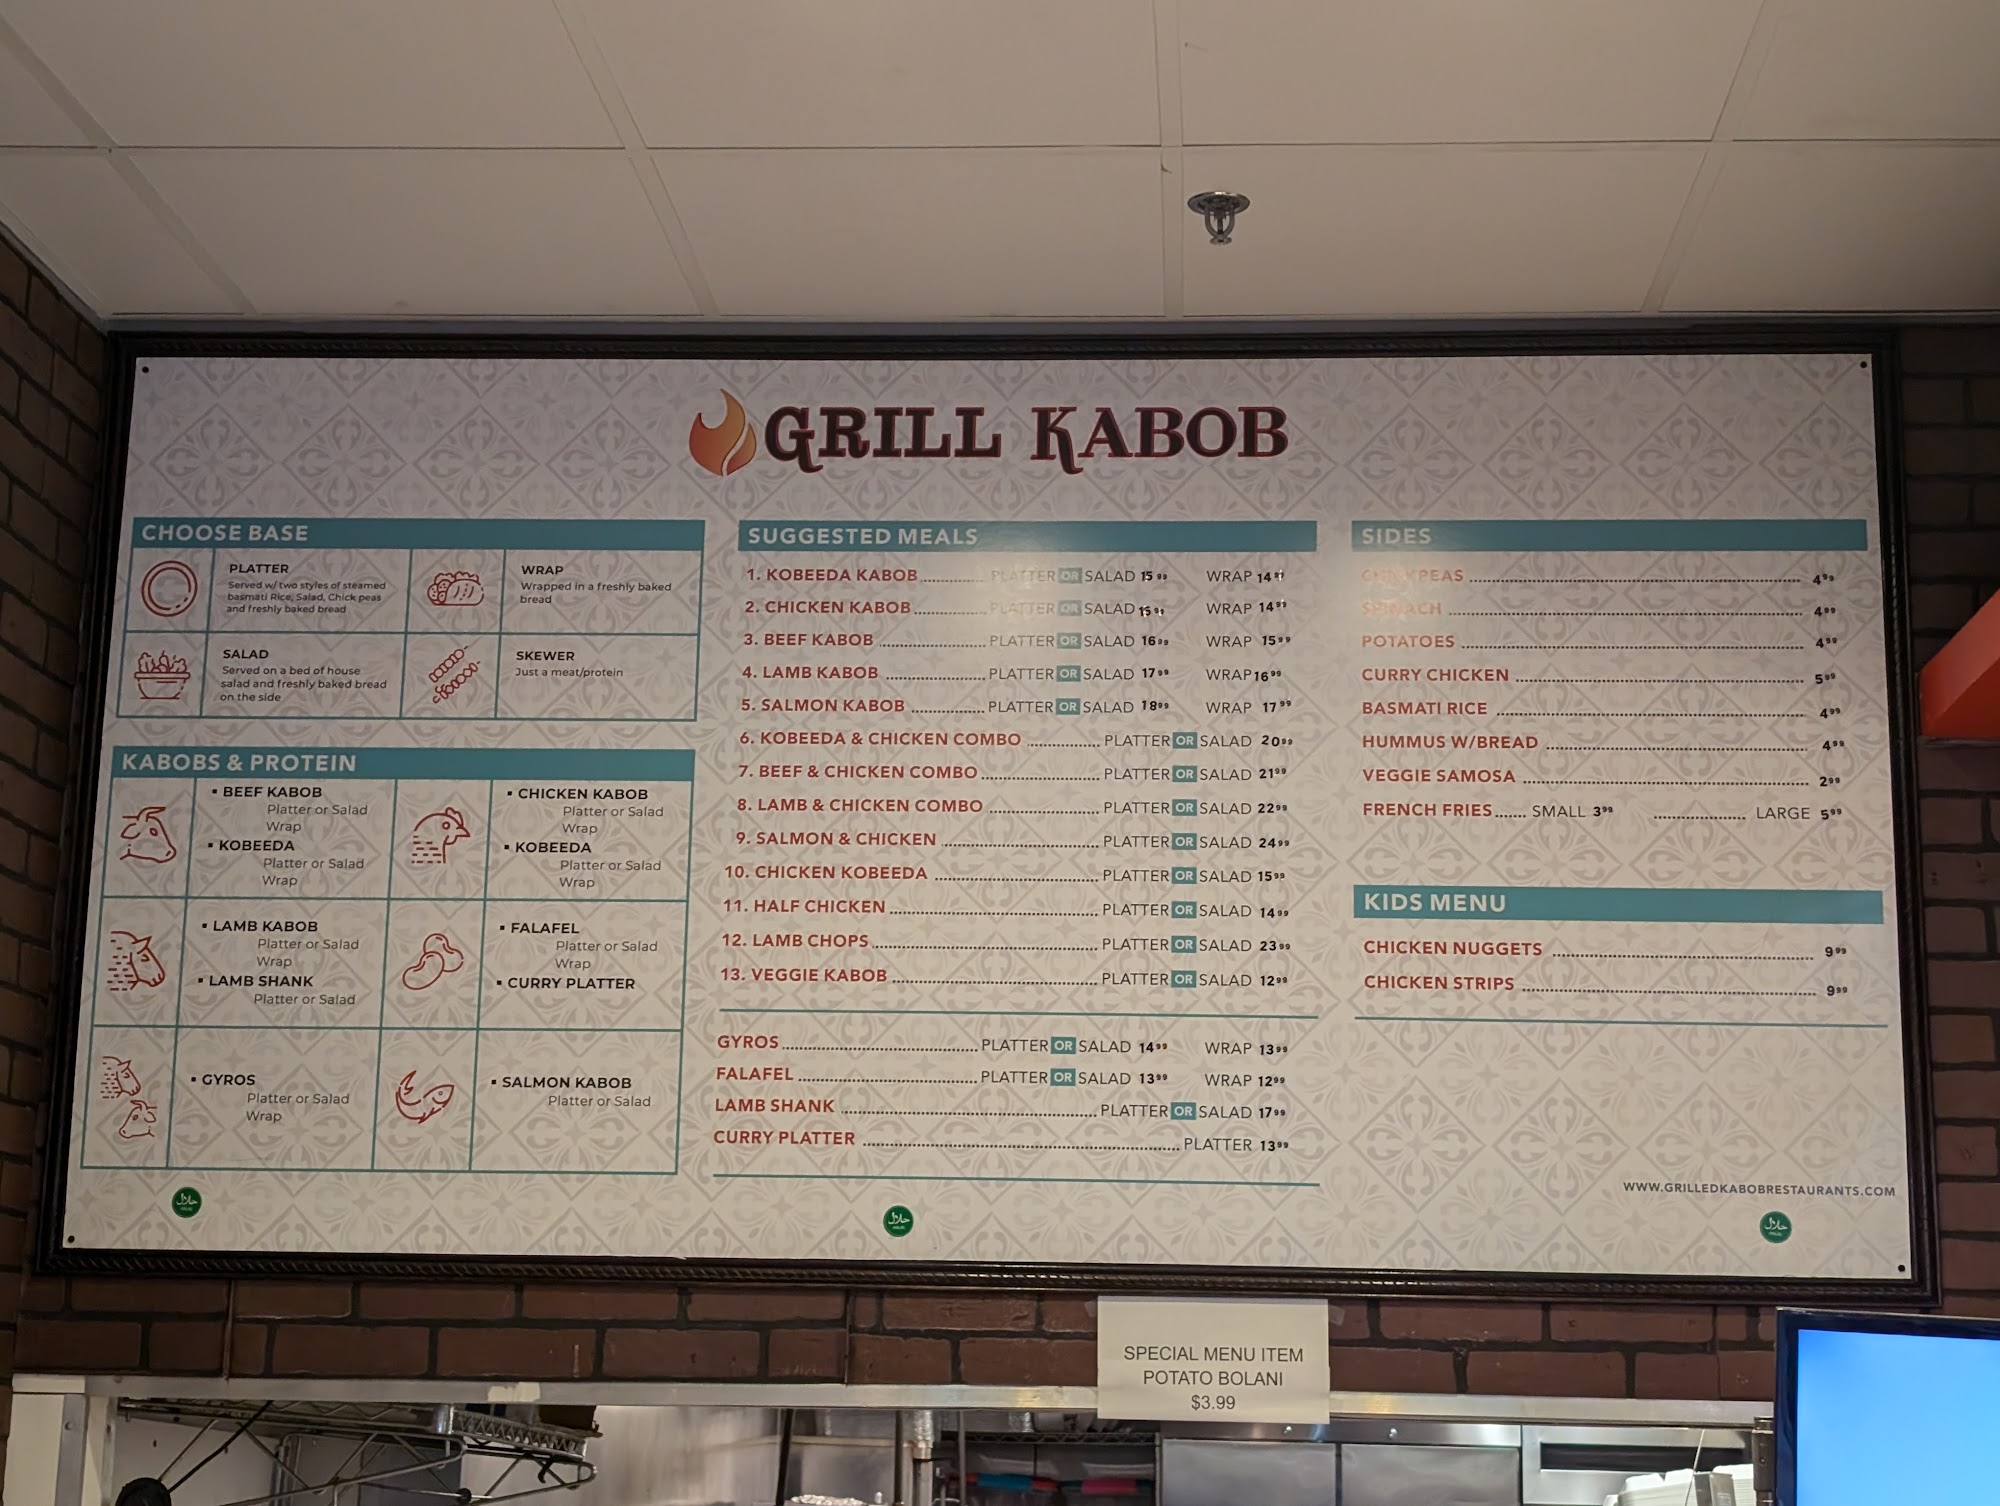 GRILL KABOB
CHOOSE BASE
PLATTER
Served w/ two styles of steamed
basmati Rice, Salad, Chick peas
and freshly baked bread
WRAP
Wrapped in a freshly baked
bread
SALAD
Served on a bed of house
salad and freshly baked bread
on the side
SKEWER
Just a meat/protein
KABOBS & PROTEIN
▪ BEEF KABOB
Platter or Salad
Wrap
▪ KOBEEDA
Platter or Salad
Wrap
▪ CHICKEN KABOB
Platter or Salad
Wrap
▪ KOBEEDA
Platter or Salad
Wrap
▪ LAMB KABOB
Platter or Salad
Wrap
▪ LAMB SHANK
Platter or Salad
▪ FALAFEL
Platter or Salad
Wrap
▪ CURRY PLATTER
▪ GYROS
Platter or Salad
Wrap
▪ SALMON KABOB
Platter or Salad
SUGGESTED MEALS
1. KOBEEDA KABOB PLATTER OR SALAD 15 99 WRAP 14 99
2. CHICKEN KABOB PLATTER OR SALAD 15 99 WRAP 14 99
3. BEEF KABOB PLATTER OR SALAD 16 99 WRAP 15 99
4. LAMB KABOB PLATTER OR SALAD 17 99 WRAP 16 99
5. SALMON KABOB PLATTER OR SALAD 18 99 WRAP 17 99
6. KOBEEDA & CHICKEN COMBO PLATTER OR SALAD 20 99
7. BEEF & CHICKEN COMBO PLATTER OR SALAD 21 99
8. LAMB & CHICKEN COMBO PLATTER OR SALAD 22 99
9. SALMON & CHICKEN PLATTER OR SALAD 24 99
10. CHICKEN KOBEEDA PLATTER OR SALAD 15 99
11. HALF CHICKEN PLATTER OR SALAD 14 99
12. LAMB CHOPS PLATTER OR SALAD 23 99
13. VEGGIE KABOB PLATTER OR SALAD 12 99
GYROS PLATTER OR SALAD 14 99 WRAP 13 99
FALAFEL PLATTER OR SALAD 13 99 WRAP 12 99
LAMB SHANK PLATTER OR SALAD 17 99
CURRY PLATTER PLATTER 13 99
SIDES
CHICKPEAS 4 99
SPINACH 4 99
POTATOES 4 99
CURRY CHICKEN 5 99
BASMATI RICE 4 99
HUMMUS W/BREAD 4 99
VEGGIE SAMOSA 2 99
FRENCH FRIES SMALL 3 99 LARGE 5 99
KIDS MENU
CHICKEN NUGGETS 9 99
CHICKEN STRIPS 9 99
WWW.GRILLEDKABOBRESTAURANTS.COM
حلال
حلال
حلال
SPECIAL MENU ITEM
POTATO BOLANI
$3.99